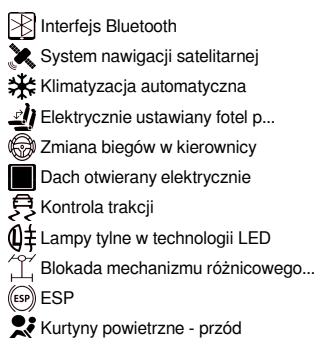 Interfejs Bluetooth
System nawigacji satelitarnej
Klimatyzacja automatyczna
Elektrycznie ustawiany fotel p...
Zmiana biegów w kierownicy
Dach otwierany elektrycznie
Kontrola trakcji
Lampy tylne w technologii LED
Blokada mechanizmu różnicowego...
ESP ESP
Kurtyny powietrzne - przód